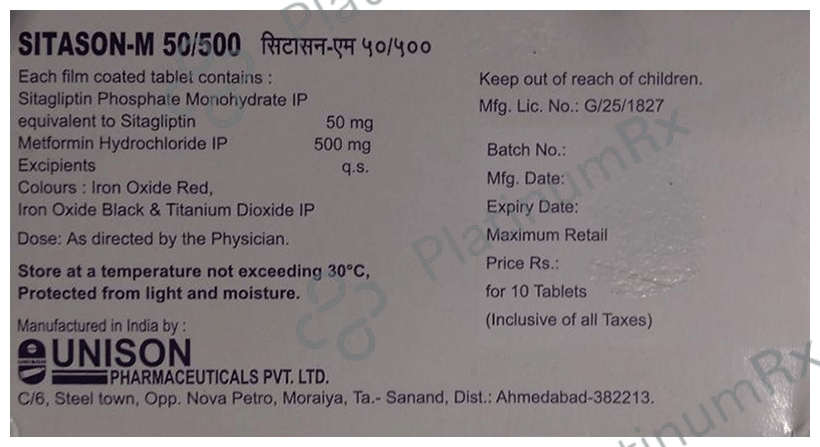 SITASON-M 50/500 सिटासन-एम ५०/५००
Each film coated tablet contains :
Sitagliptin Phosphate Monohydrate IP
equivalent to Sitagliptin 50 mg
Metformin Hydrochloride IP 500 mg
Excipients q.s.
Colours : Iron Oxide Red,
Iron Oxide Black & Titanium Dioxide IP
Dose: As directed by the Physician.
Store at a temperature not exceeding 30°C,
Protected from light and moisture.
Manufactured in India by :
UNISON
PHARMACEUTICALS PVT. LTD.
C/6, Steel town, Opp. Nova Petro, Moraiya, Ta.- Sanand, Dist.: Ahmedabad-382213.
Keep out of reach of children.
Mfg. Lic. No.: G/25/1827
Batch No.:
Mfg. Date:
Expiry Date:
Maximum Retail
Price Rs.:
for 10 Tablets
(Inclusive of all Taxes)
PlatinumRx